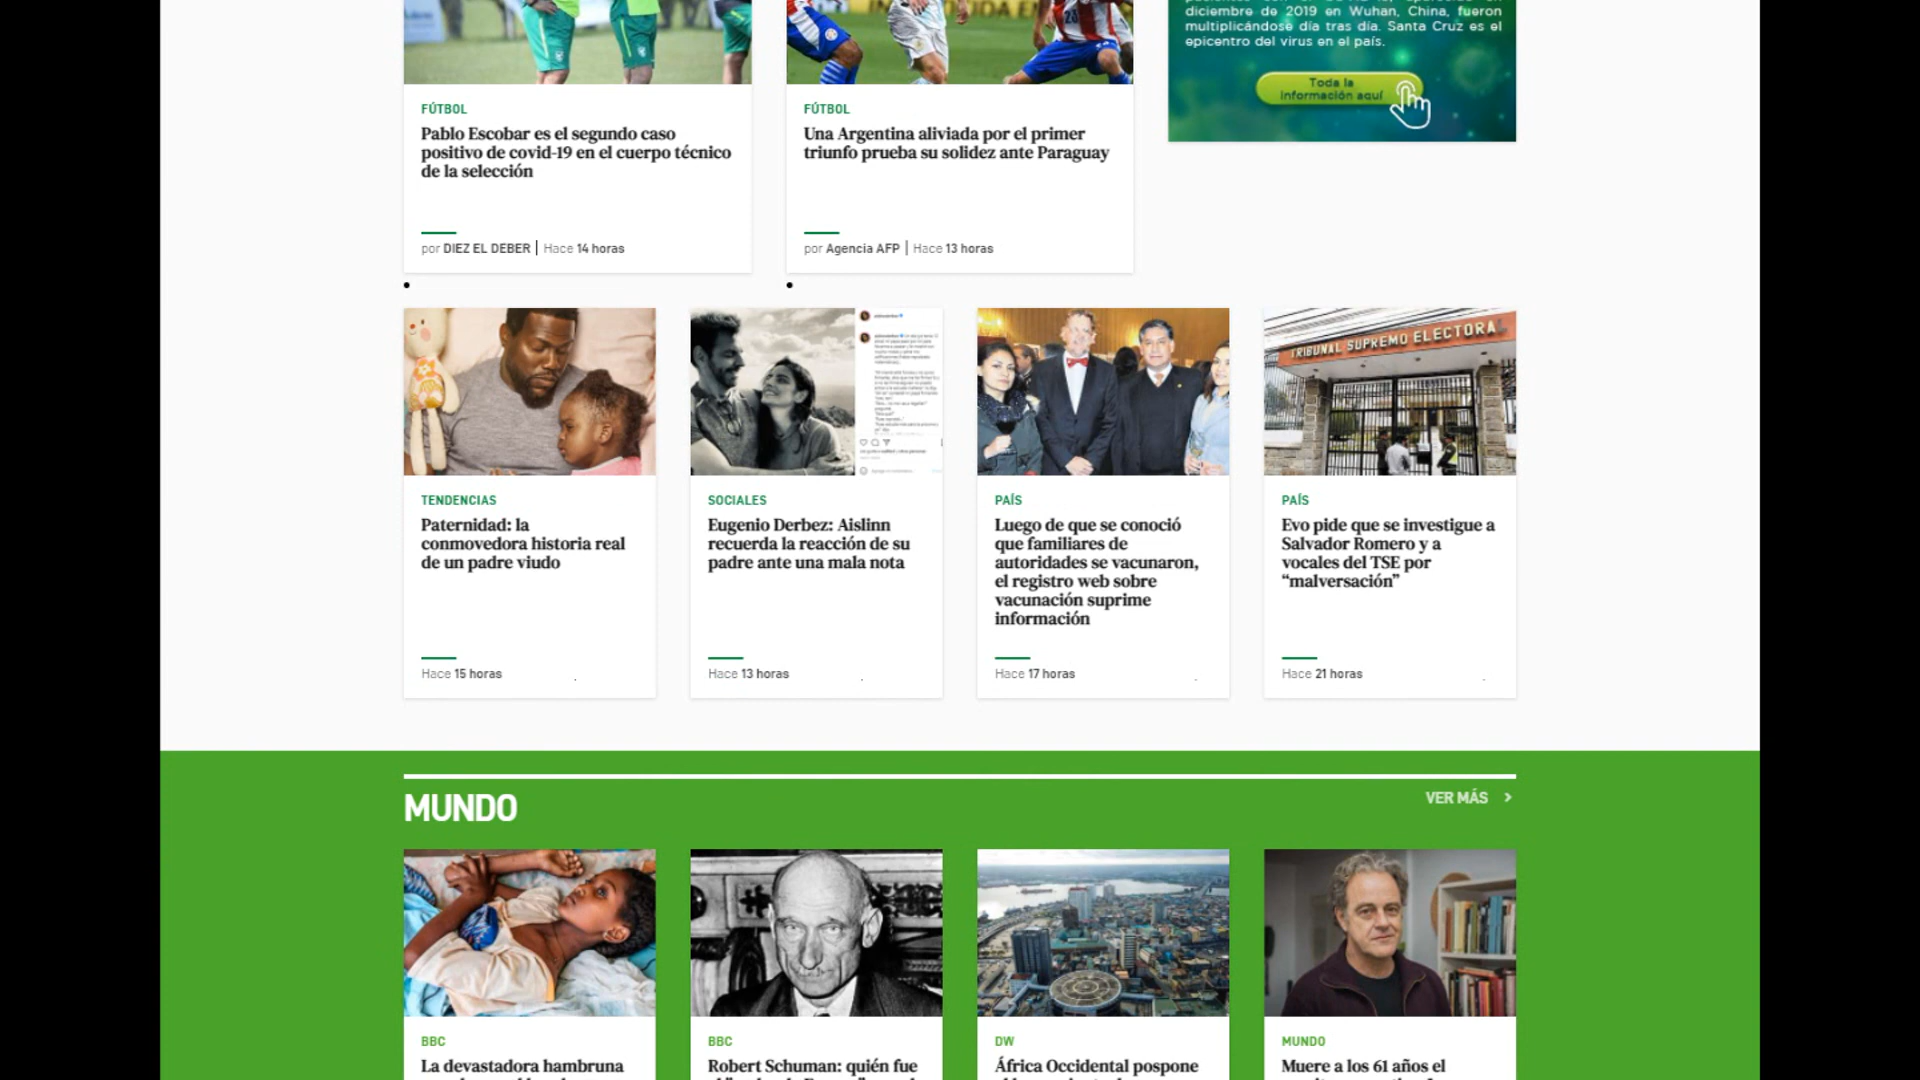 diciembre de 2019 en Wuhan, China, fueron
multiplicándose día tras día. Santa Cruz es el
epicentro del virus en el país.
Toda la
información aquí
FÚTBOL
Pablo Escobar es el segundo caso
positivo de covid-19 en el cuerpo técnico
de la selección
por DIEZ EL DEBER | Hace 14 horas
FÚTBOL
Una Argentina aliviada por el primer
triunfo prueba su solidez ante Paraguay
por Agencia AFP | Hace 13 horas
TRIBUNAL SUPREMO ELECTORAL
TENDENCIAS
Paternidad: la
conmovedora historia real
de un padre viudo
Hace 15 horas
SOCIALES
Eugenio Derbez: Aislinn
recuerda la reacción de su
padre ante una mala nota
Hace 13 horas
PAÍS
Luego de que se conoció
que familiares de
autoridades se vacunaron,
el registro web sobre
vacunación suprime
información
Hace 17 horas
PAÍS
Evo pide que se investigue a
Salvador Romero y a
vocales del TSE por
“malversación”
Hace 21 horas
MUNDO
VER MÁS
BBC
La devastadora hambruna
BBC
Robert Schuman: quién fue
DW
África Occidental pospone
MUNDO
Muere a los 61 años el